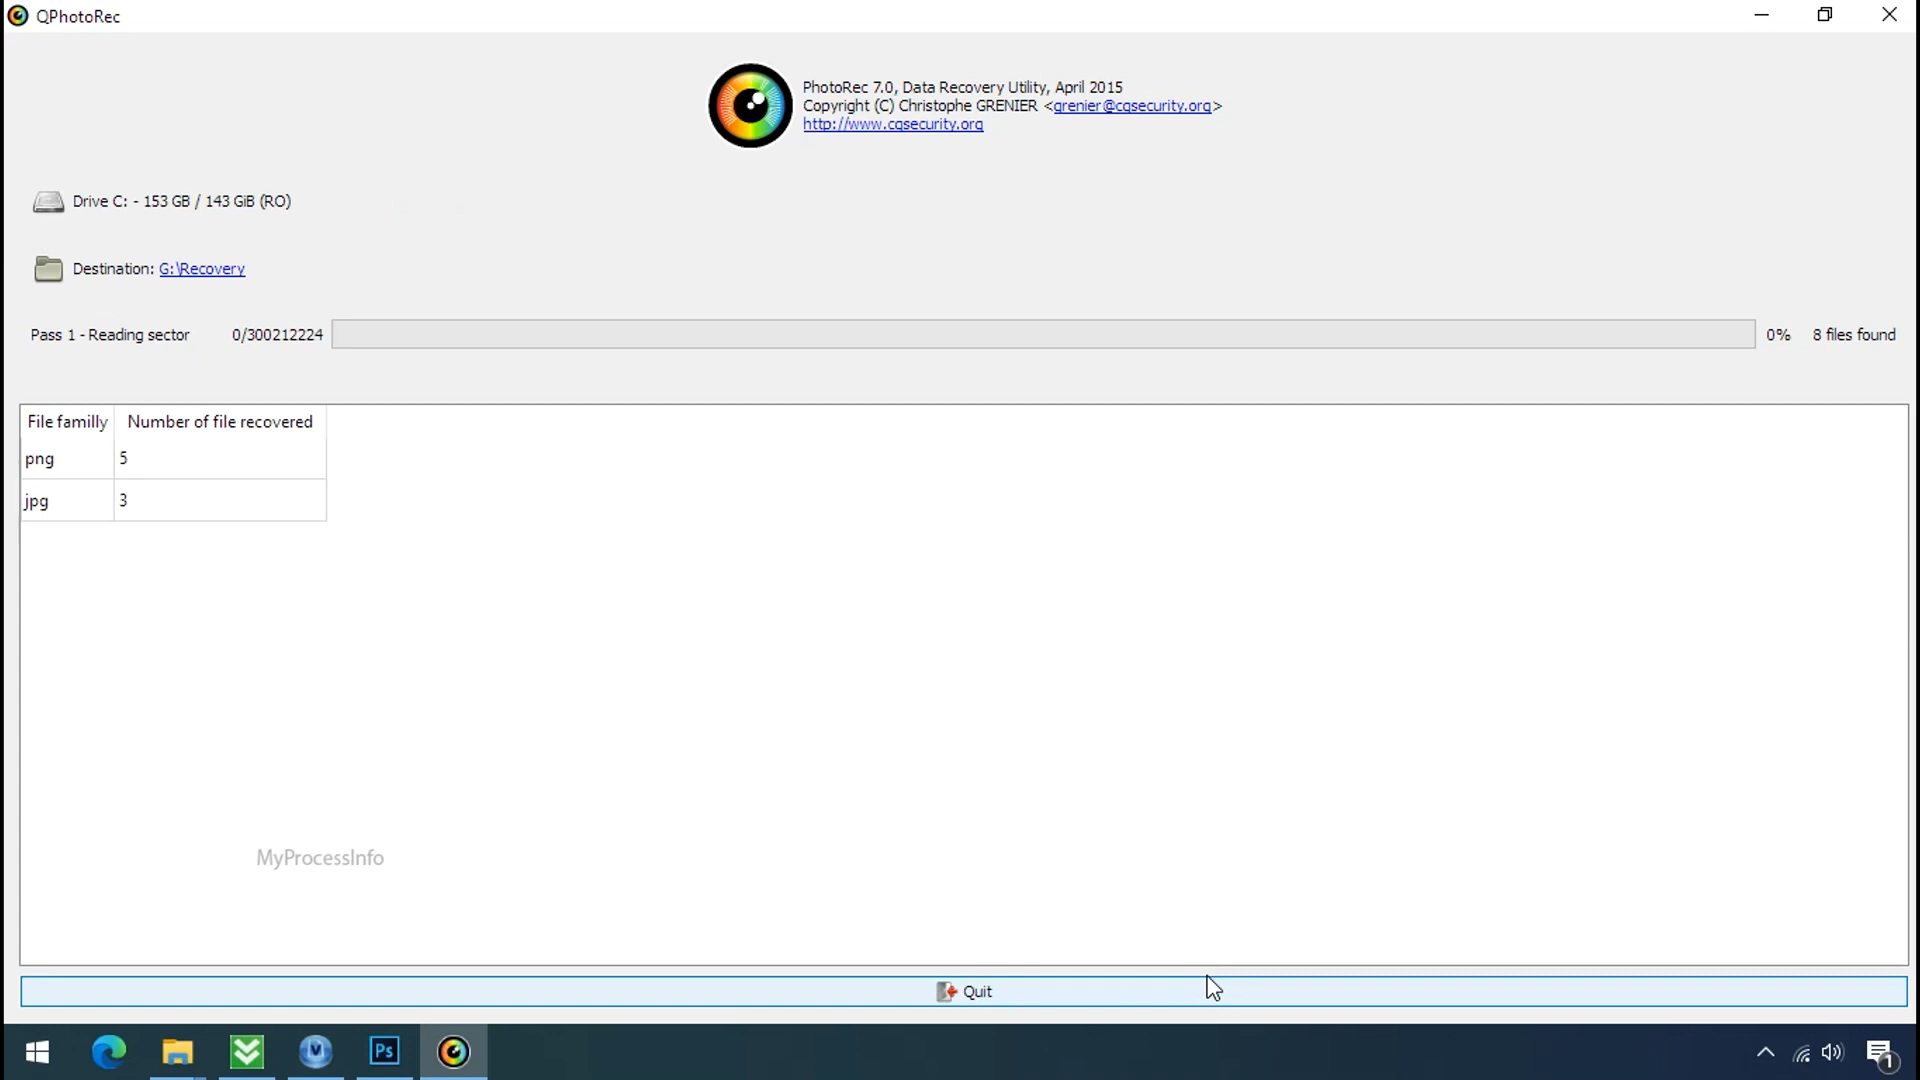 QPhotoRec
PhotoRec 7.0, Data Recovery Utility, April 2015
Copyright (C) Christophe GRENIER <grenier@cgsecurity.org>
http://www.cgsecurity.org
Drive C: - 153 GB / 143 GiB (RO)
Destination: G:\Recovery
Pass 1 - Reading sector 0/300212224 0% 8 files found
File familly Number of file recovered
png 5
jpg 3
MyProcessInfo
Quit
Ps
1